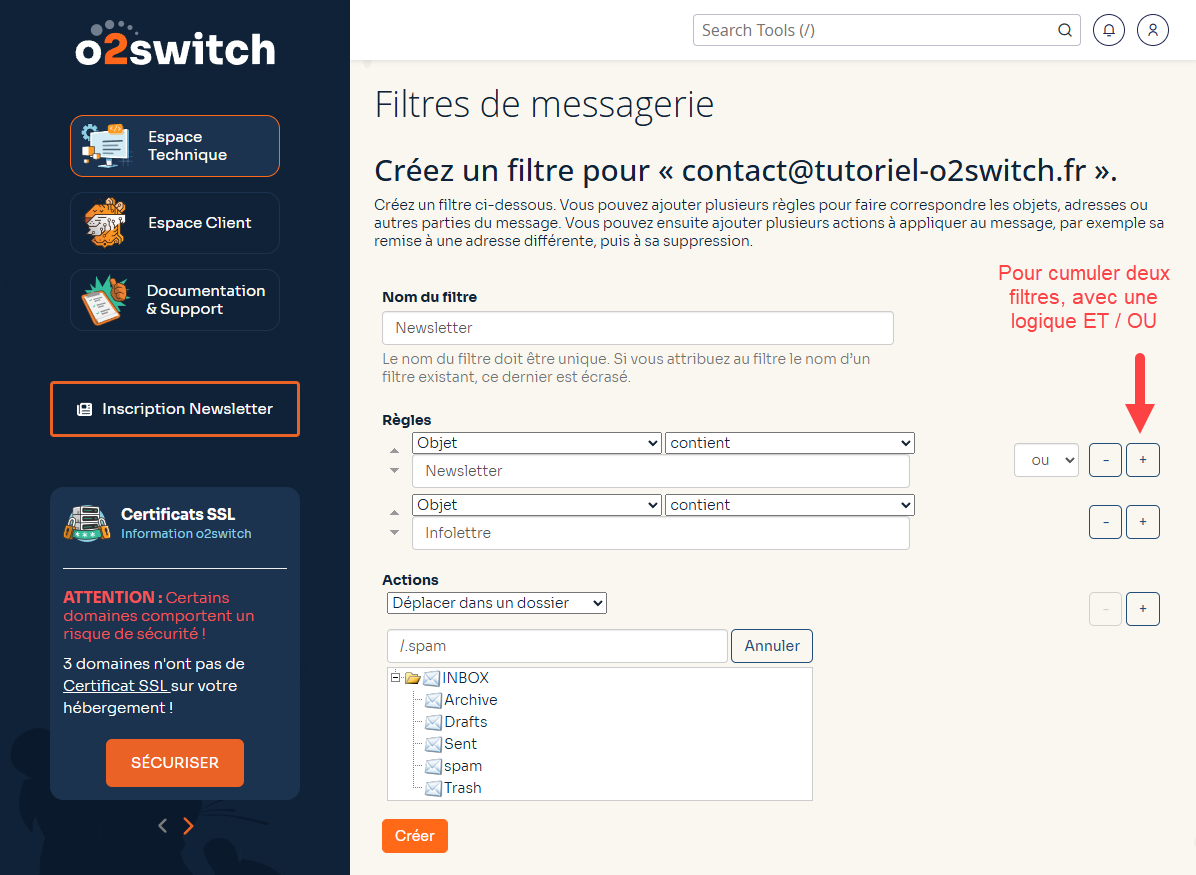 o2switch
Search Tools (/)
Espace
Technique
Espace Client
Documentation
& Support
Inscription Newsletter
Certificats SSL
Information o2switch
ATTENTION : Certains
domaines comportent un
risque de sécurité !
3 domaines n'ont pas de
Certificat SSL sur votre
hébergement !
SÉCURISER
Filtres de messagerie
Créez un filtre pour « contact@tutoriel-o2switch.fr ».
Créez un filtre ci-dessous. Vous pouvez ajouter plusieurs règles pour faire correspondre les objets, adresses ou
autres parties du message. Vous pouvez ensuite ajouter plusieurs actions à appliquer au message, par exemple sa
remise à une adresse différente, puis à sa suppression.
Pour cumuler deux
filtres, avec une
logique ET / OU
Nom du filtre
Newsletter
Le nom du filtre doit être unique. Si vous attribuez au filtre le nom d’un
filtre existant, ce dernier est écrasé.
Règles
Objet contient
Newsletter
ou - +
Objet contient
Infolettre
- +
Actions
Déplacer dans un dossier
- +
/.spam Annuler
INBOX
Archive
Drafts
Sent
spam
Trash
Créer